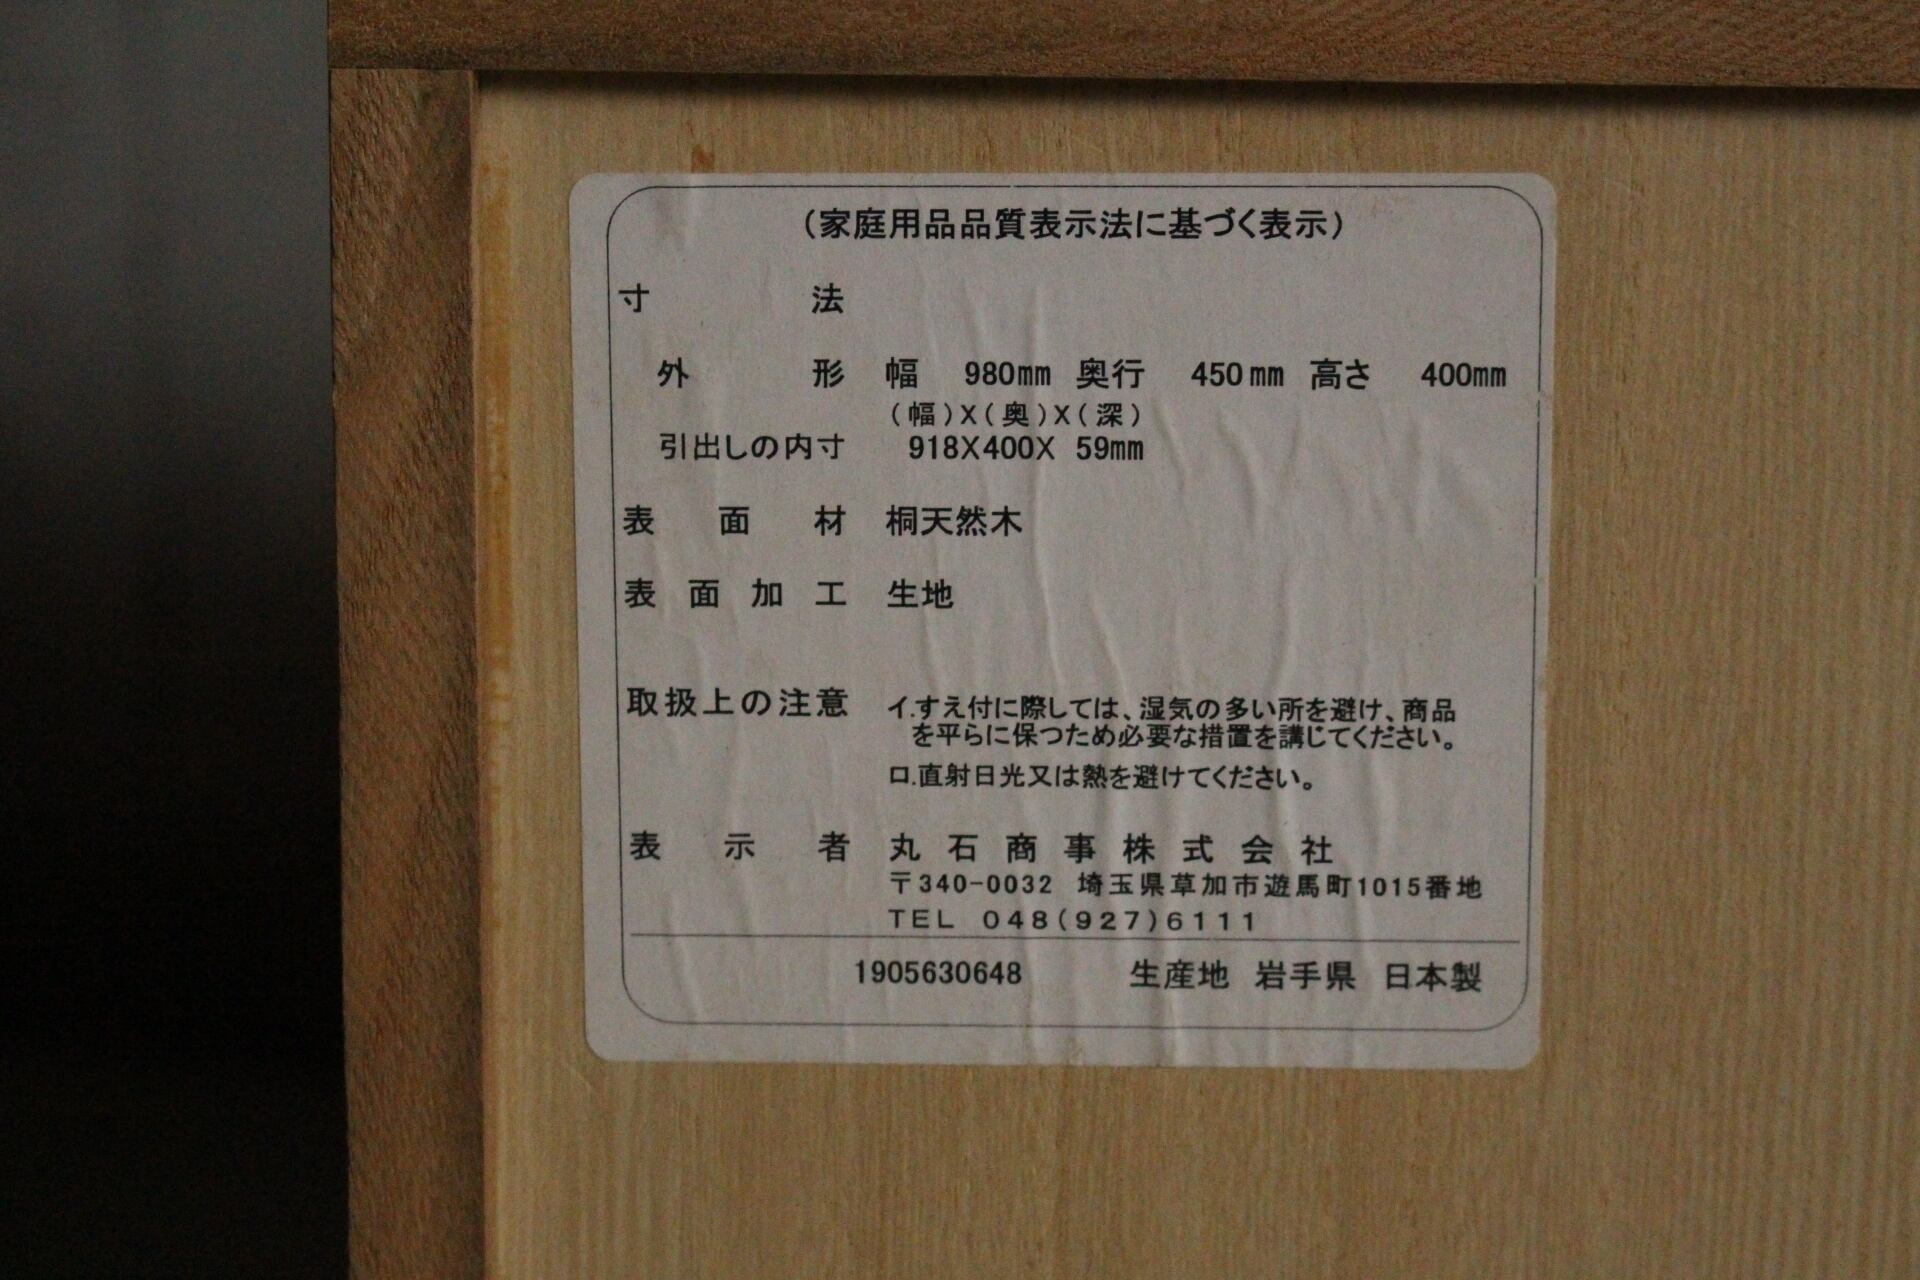 (家庭用品品質表示法に基づく表示)
寸法
外形 幅 980mm 奥行 450mm 高さ 400mm
(幅)X(奥)X(深)
引出しの内寸 918X400X 59mm
表面材 桐天然木
表面加工 生地
取扱上の注意 イ.すえ付に際しては、湿気の多い所を避け、商品
を平らに保つため必要な措置を講じてください。
ロ.直射日光又は熱を避けてください。
表示者 丸石商事株式会社
〒340-0032 埼玉県草加市遊馬町1015番地
TEL 048(927)6111
1905630648 生産地 岩手県 日本製